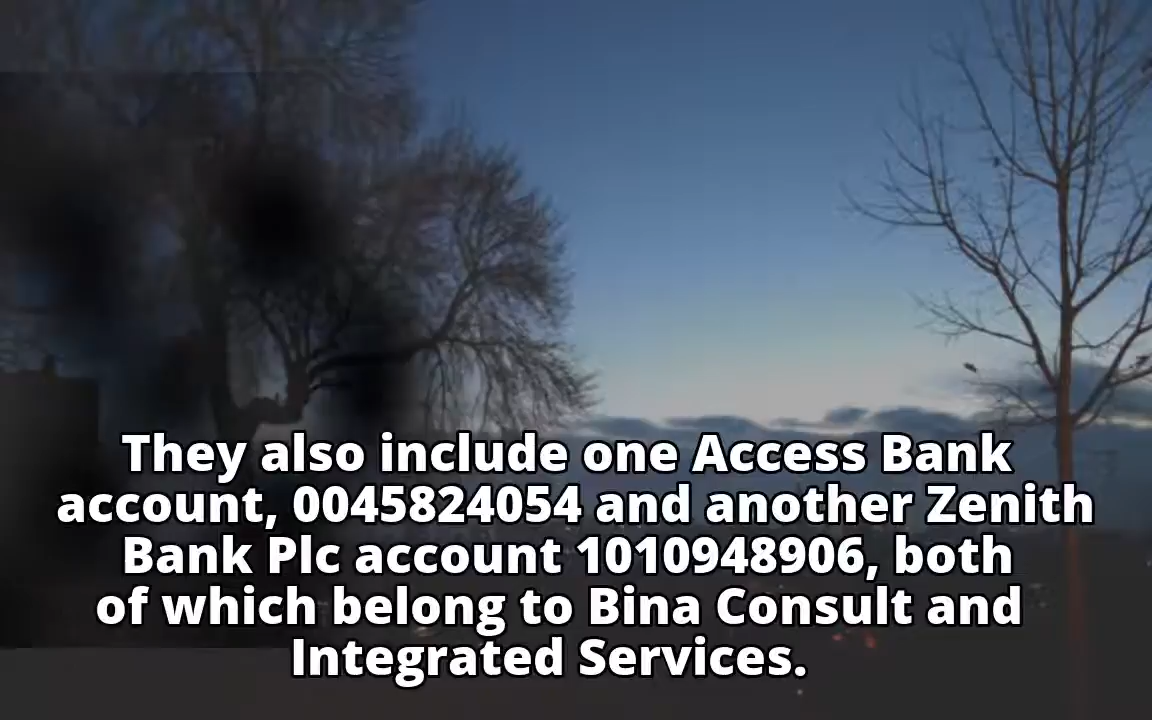 They also include one Access Bank
account, 0045824054 and another Zenith
Bank Plc account 1010948906, both
of which belong to Bina Consult and
Integrated Services.